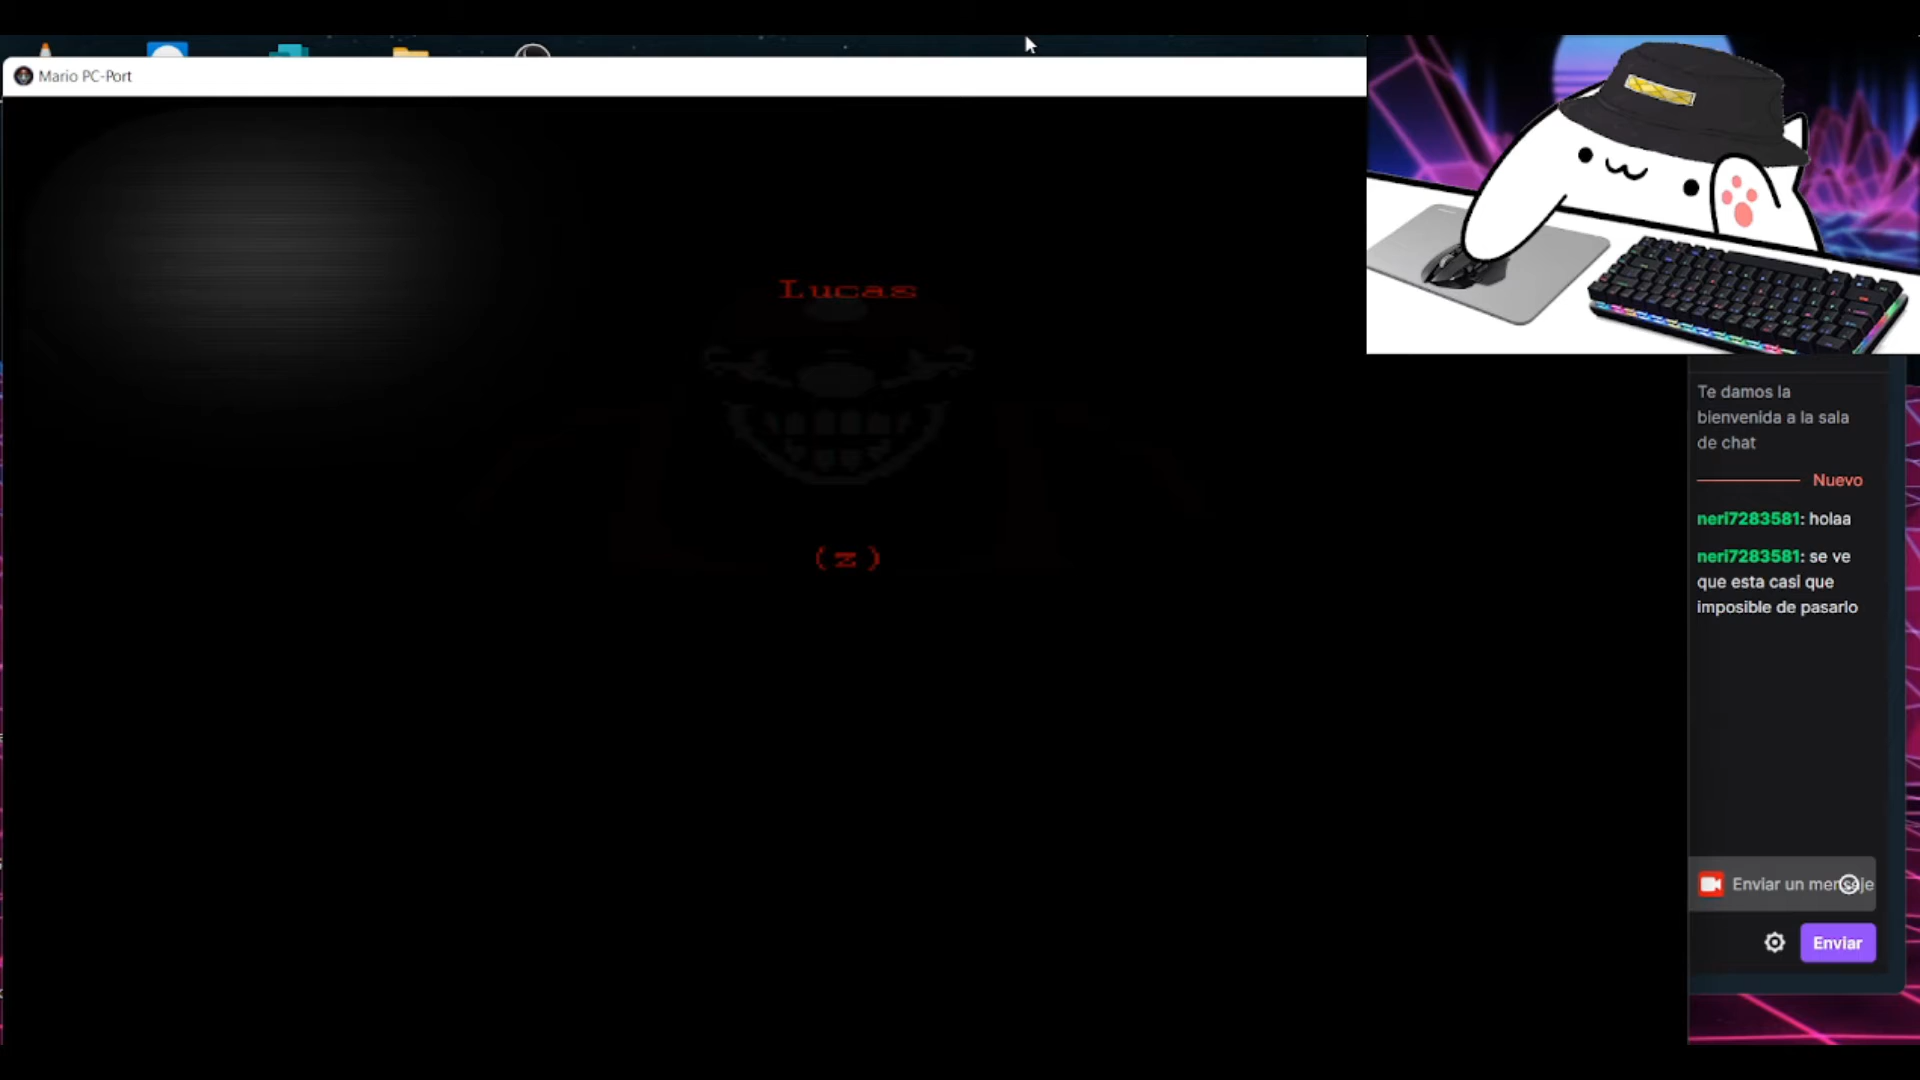 Mario PC-Port
Lucas
(z)
Te damos la
bienvenida a la sala
de chat
Nuevo
neri7283581: holaa
neri7283581: se ve
que esta casi que
imposible de pasarlo
Enviar un mensaje
Enviar